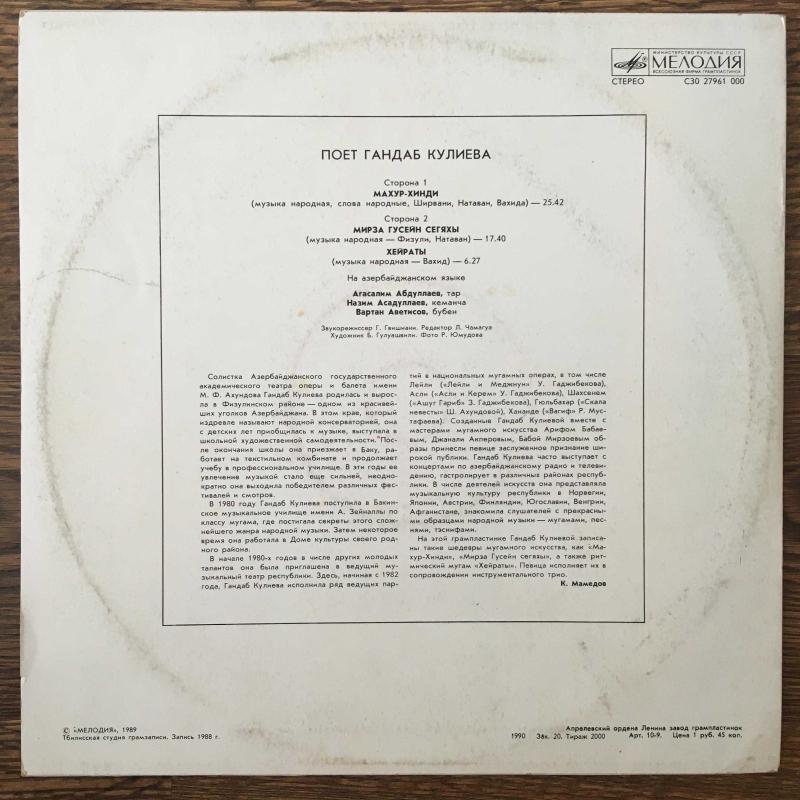 МИНИСТЕРСТВО КУЛЬТУРЫ СССР
МЕЛОДИЯ
ВСЕСОЮЗНАЯ ФИРМА ГРАМПЛАСТИНОК
СТЕРЕО С30 27961 000
ПОЕТ ГАНДАБ КУЛИЕВА
Сторона 1
МАХУР-ХИНДИ
(музыка народная, слова народные, Ширвани, Натаван, Вахида) — 25.42
Сторона 2
МИРЗА ГУСЕЙН СЕГЯХЫ
(музыка народная — Физули, Натаван) — 17.40
ХЕЙРАТЫ
(музыка народная — Вахид) — 6.27
На азербайджанском языке
Агасалим Абдуллаев, тар
Назим Асадуллаев, кеманча
Вартан Аветисов, бубен
Звукорежиссер Г. Гвишиани. Редактор Л. Чамагуа
Художник Б. Гулуашвили. Фото Р. Юмудова
Солистка Азербайджанского государственного
академического театра оперы и балета имени
М. Ф. Ахундова Гандаб Кулиева родилась и вырос-
ла в Физулинском районе — одном из красивей-
ших уголков Азербайджана. В этом крае, который
издревле называют народной консерваторией, она
с детских лет приобщилась к музыке, выступала в
школьной художественной самодеятельности. Пос-
ле окончания школы она приезжает в Баку, ра-
ботает на текстильном комбинате и продолжает
учебу в профессиональном училище. В эти годы ее
увлечение музыкой стало еще сильней, неодно-
кратно она выходила победителем различных фес-
тивалей и смотров.
В 1980 году Гандаб Кулиева поступила в Бакин-
ское музыкальное училище имени А. Зейналлы по
классу мугама, где постигала секреты этого слож-
нейшего жанра народной музыки. Затем некоторое
время она работала в Доме культуры своего род-
ного района.
В начале 1980-х годов в числе других молодых
талантов она была приглашена в ведущий му-
зыкальный театр республики. Здесь, начиная с 1982
года, Гандаб Кулиева исполнила ряд ведущих пар-
тий в национальных мугамных операх, в том числе
Лейли («Лейли и Меджнун» У. Гаджибекова),
Асли («Асли и Керем» У. Гаджибекова), Шахсенем
(«Ашуг Гариб» З. Гаджибекова), Гюльбахар («Скала
невесты» Ш. Ахундовой), Хананде («Вагиф» Р. Мус-
тафаева). Созданные Гандаб Кулиевой вместе с
мастерами мугамного искусства Арифом Бабае-
вым, Джанали Акперовым, Бабой Мирзоевым об-
разы принесли певице заслуженное признание ши-
рокой публики. Гандаб Кулиева часто выступает с
концертами по азербайджанскому радио и телеви-
дению, гастролирует в различных районах респуб-
лики. В числе деятелей искусств она представляла
музыкальную культуру республики в Норвегии,
Японии, Австрии, Финляндии, Югославии, Венгрии,
Афганистане, знакомила слушателей с прекрас-
ными образцами народной музыки — мугамами, пес-
нями, тэснифами.
На этой грампластинке Гандаб Кулиевой записа-
ны такие шедевры мугамного искусства, как «Ма-
хур-Хинди», «Мирза Гусейн сегяхы», а также рит-
мический мугам «Хейраты». Певица исполняет их в
сопровождении инструментального трио.
К. Мамедов
© «МЕЛОДИЯ», 1989
Тбилисская студия грамзаписи. Запись 1988 г.
Апрелевский ордена Ленина завод грампластинок
1990 Зак. 20. Тираж 2000 Арт. 10-9. Цена 1 руб. 45 коп.